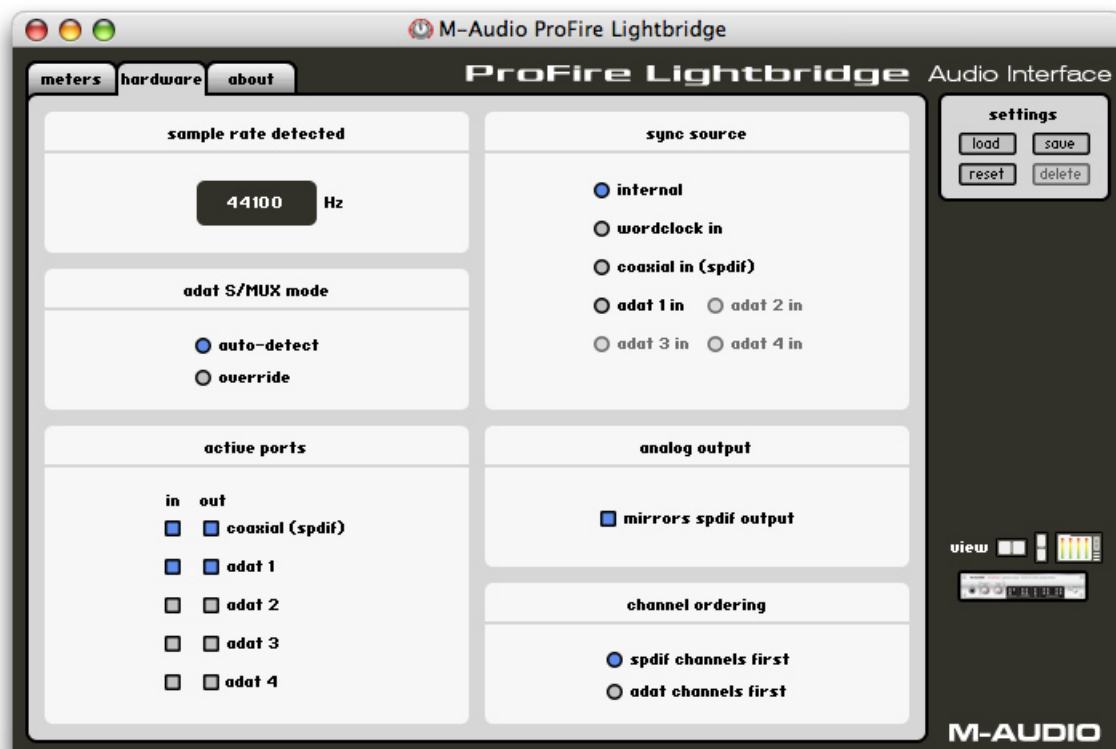 M-Audio ProFire Lightbridge
meters hardware about
ProFire Lightbridge Audio Interface
sample rate detected
44100 Hz
adat S/MUX mode
auto-detect
override
active ports
in out
coaxial (spdif)
adat 1
adat 2
adat 3
adat 4
sync source
internal
wordclock in
coaxial in (spdif)
adat 1 in adat 2 in
adat 3 in adat 4 in
analog output
mirrors spdif output
channel ordering
spdif channels first
adat channels first
settings
load save
reset delete
view
M-AUDIO